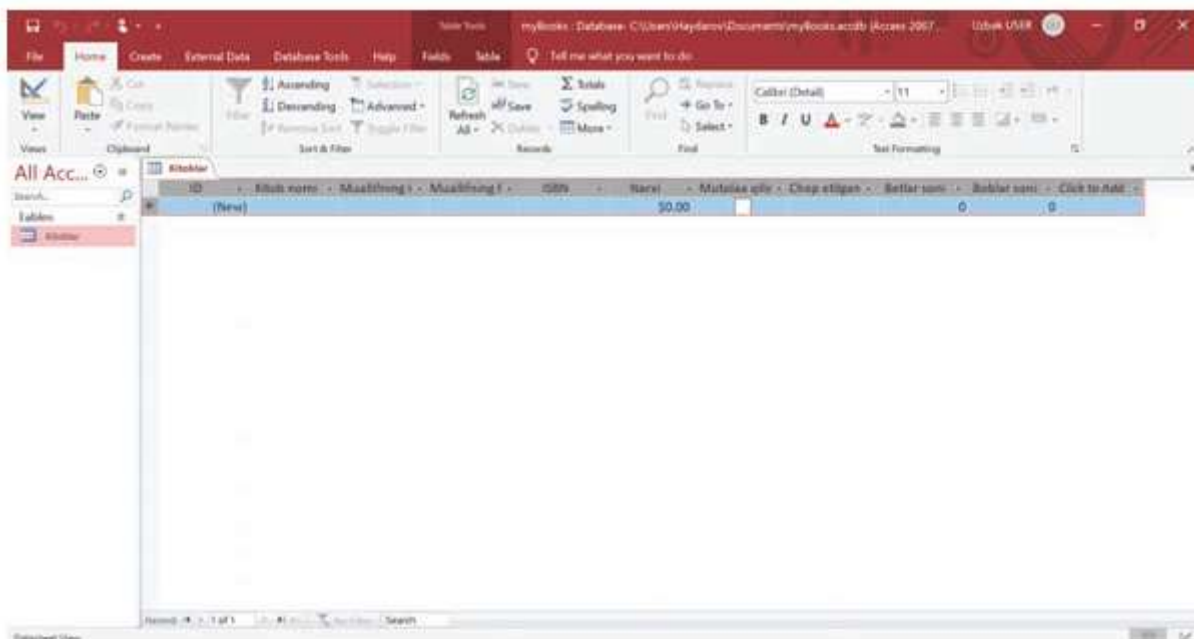 Table Tools myBooks : Database- C:\Users\Haydarov\Documents\myBooks.accdb (Access 2007... Uzbek USER
File Home Create External Data Database Tools Help Fields Table Tell me what you want to do
View Paste Cut Copy Format Painter
Filter Ascending Descending Remove Sort Selection Advanced Toggle Filter
Refresh All New Save Delete Totals Spelling More
Find Replace Go To Select
Calibri (Detail) 11
B I U A
Views Clipboard Sort & Filter Records Find Text Formatting
All Acc...
Search...
Tables
Kitoblar
Kitoblar
ID Kitob nomi Muallifning Muallifning ISBN Narxi Mutolaa qilir Chop etilgan Betlar soni Boblar soni Click to Add
(New) $0.00 0 0
Record: 1 of 1 No Filter Search
Datasheet View